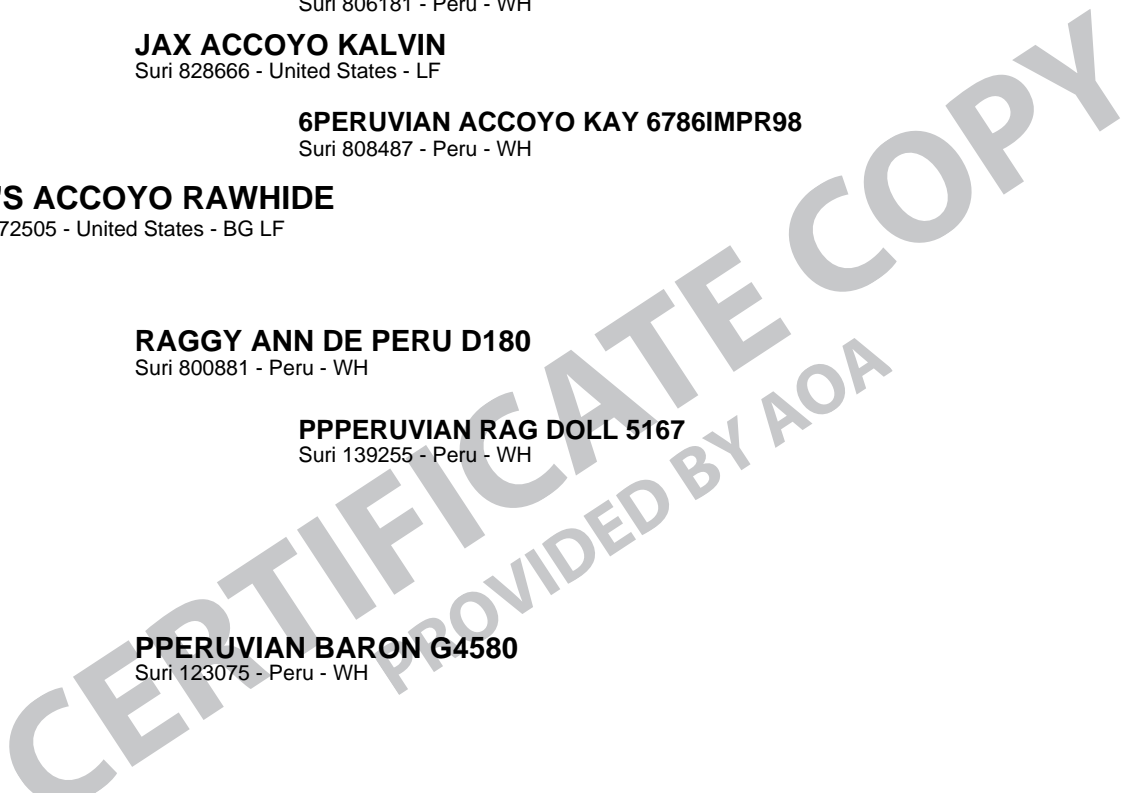 Suri 806181 - Peru - WH
JAX ACCOYO KALVIN
Suri 828666 - United States - LF
6PERUVIAN ACCOYO KAY 6786IMPR98
Suri 808487 - Peru - WH
'S ACCOYO RAWHIDE
72505 - United States - BG LF
RAGGY ANN DE PERU D180
Suri 800881 - Peru - WH
PPPERUVIAN RAG DOLL 5167
Suri 139255 - Peru - WH
PPERUVIAN BARON G4580
Suri 123075 - Peru - WH
CERTIFICATE COPY
PROVIDED BY AOA